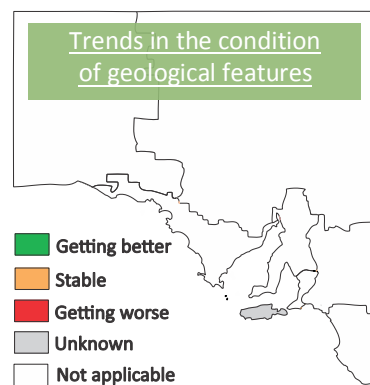 Trends in the condition
of geological features
Getting better
Stable
Getting worse
Unknown
Not applicable